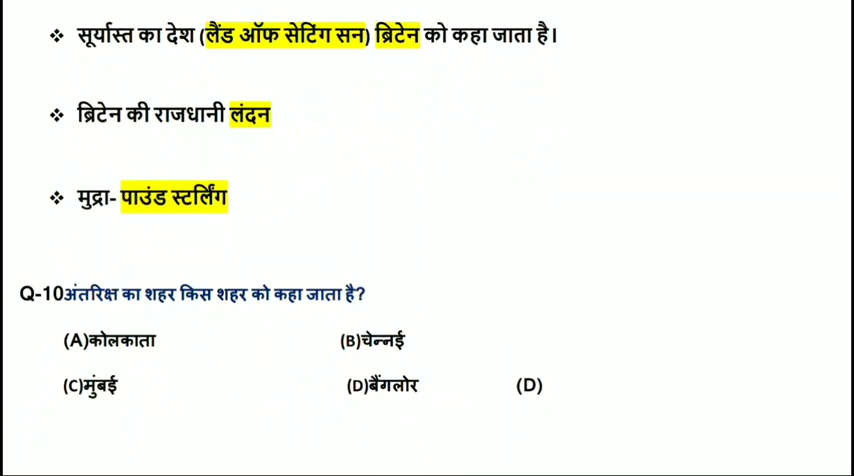 ❖ सूर्यास्त का देश (लैंड ऑफ सेटिंग सन) ब्रिटेन को कहा जाता है।
❖ ब्रिटेन की राजधानी लंदन
❖ मुद्रा- पाउंड स्टर्लिंग
Q-10अंतरिक्ष का शहर किस शहर को कहा जाता है?
(A)कोलकाता (B)चेन्नई
(C)मुंबई (D)बैंगलोर (D)